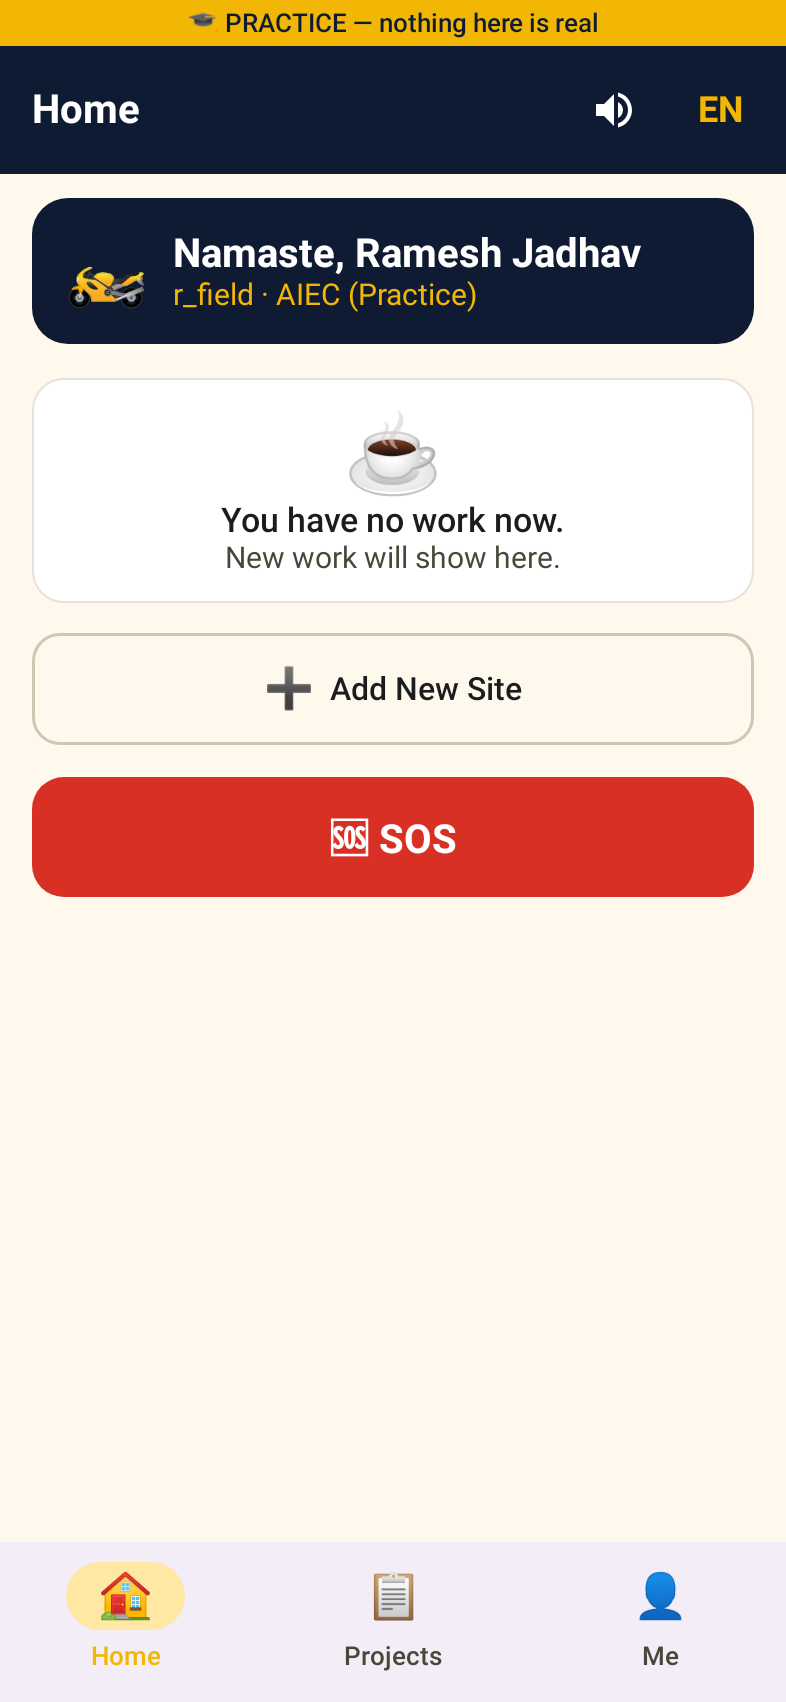 PRACTICE — nothing here is real
Home
EN
Namaste, Ramesh Jadhav
r_field · AIEC (Practice)
You have no work now.
New work will show here.
Add New Site
🆘 SOS
Home
Projects
Me